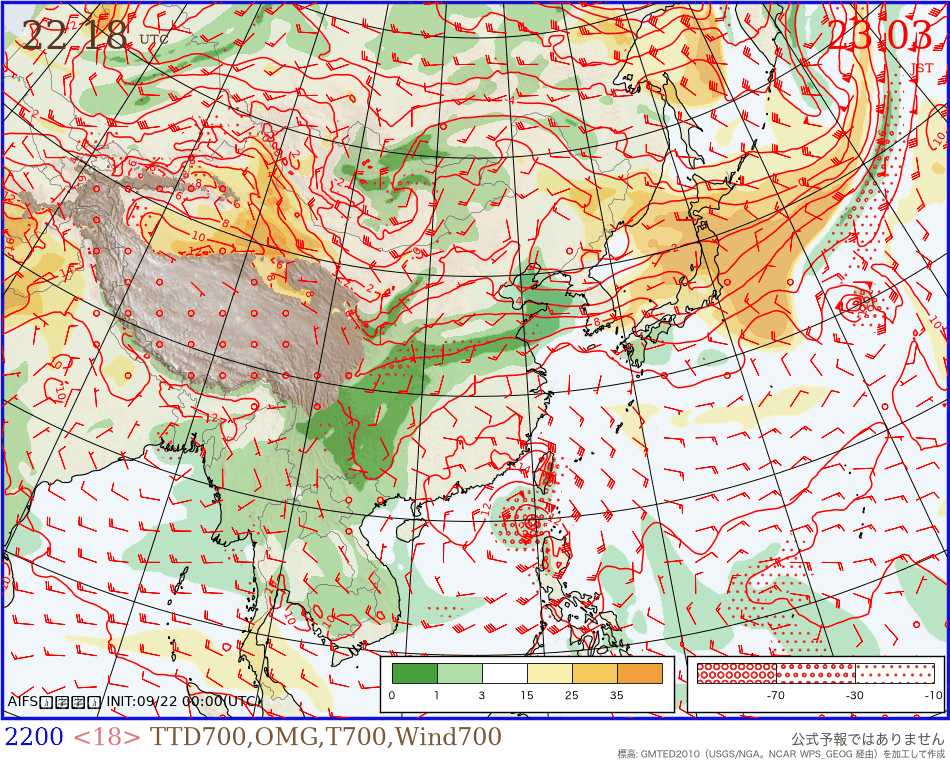 22 18 UTC
23 03
JST
0 1 3 15 25 35
-70 -30 -10
AIFS INIT:09/22 00:00(UTC)
2200 <18> TTD700,OMG,T700,Wind700
公式予報ではありません
標高: GMTED2010（USGS/NGA。NCAR WPS_GEOG 経由）を加工して作成